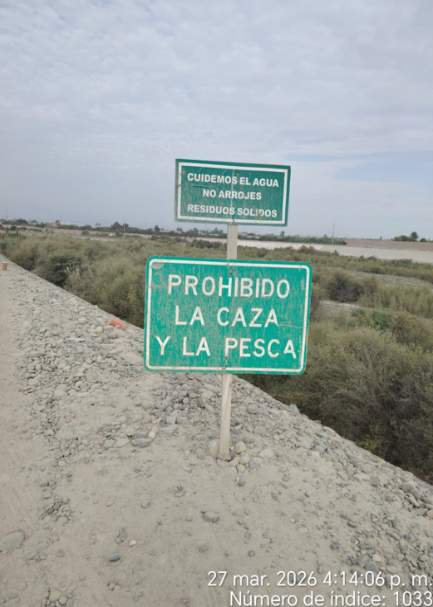 CUIDEMOS EL AGUA
NO ARROJES
RESIDUOS SOLIDOS
PROHIBIDO
LA CAZA
Y LA PESCA
27 mar. 2026 4:14:06 p. m.
Número de índice: 1033